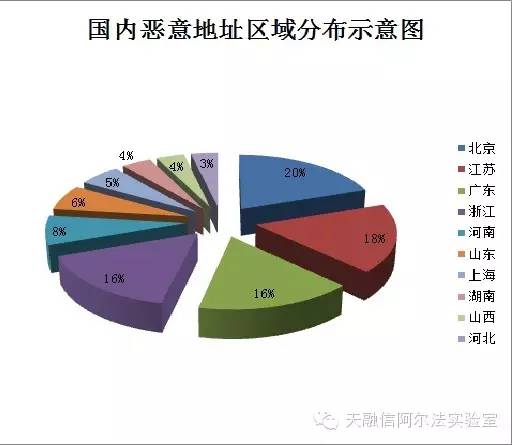 国内恶意地址区域分布示意图
20%
18%
16%
16%
8%
6%
5%
4%
4%
3%
北京
江苏
广东
浙江
河南
山东
上海
湖南
山西
河北
天融信阿尔法实验室